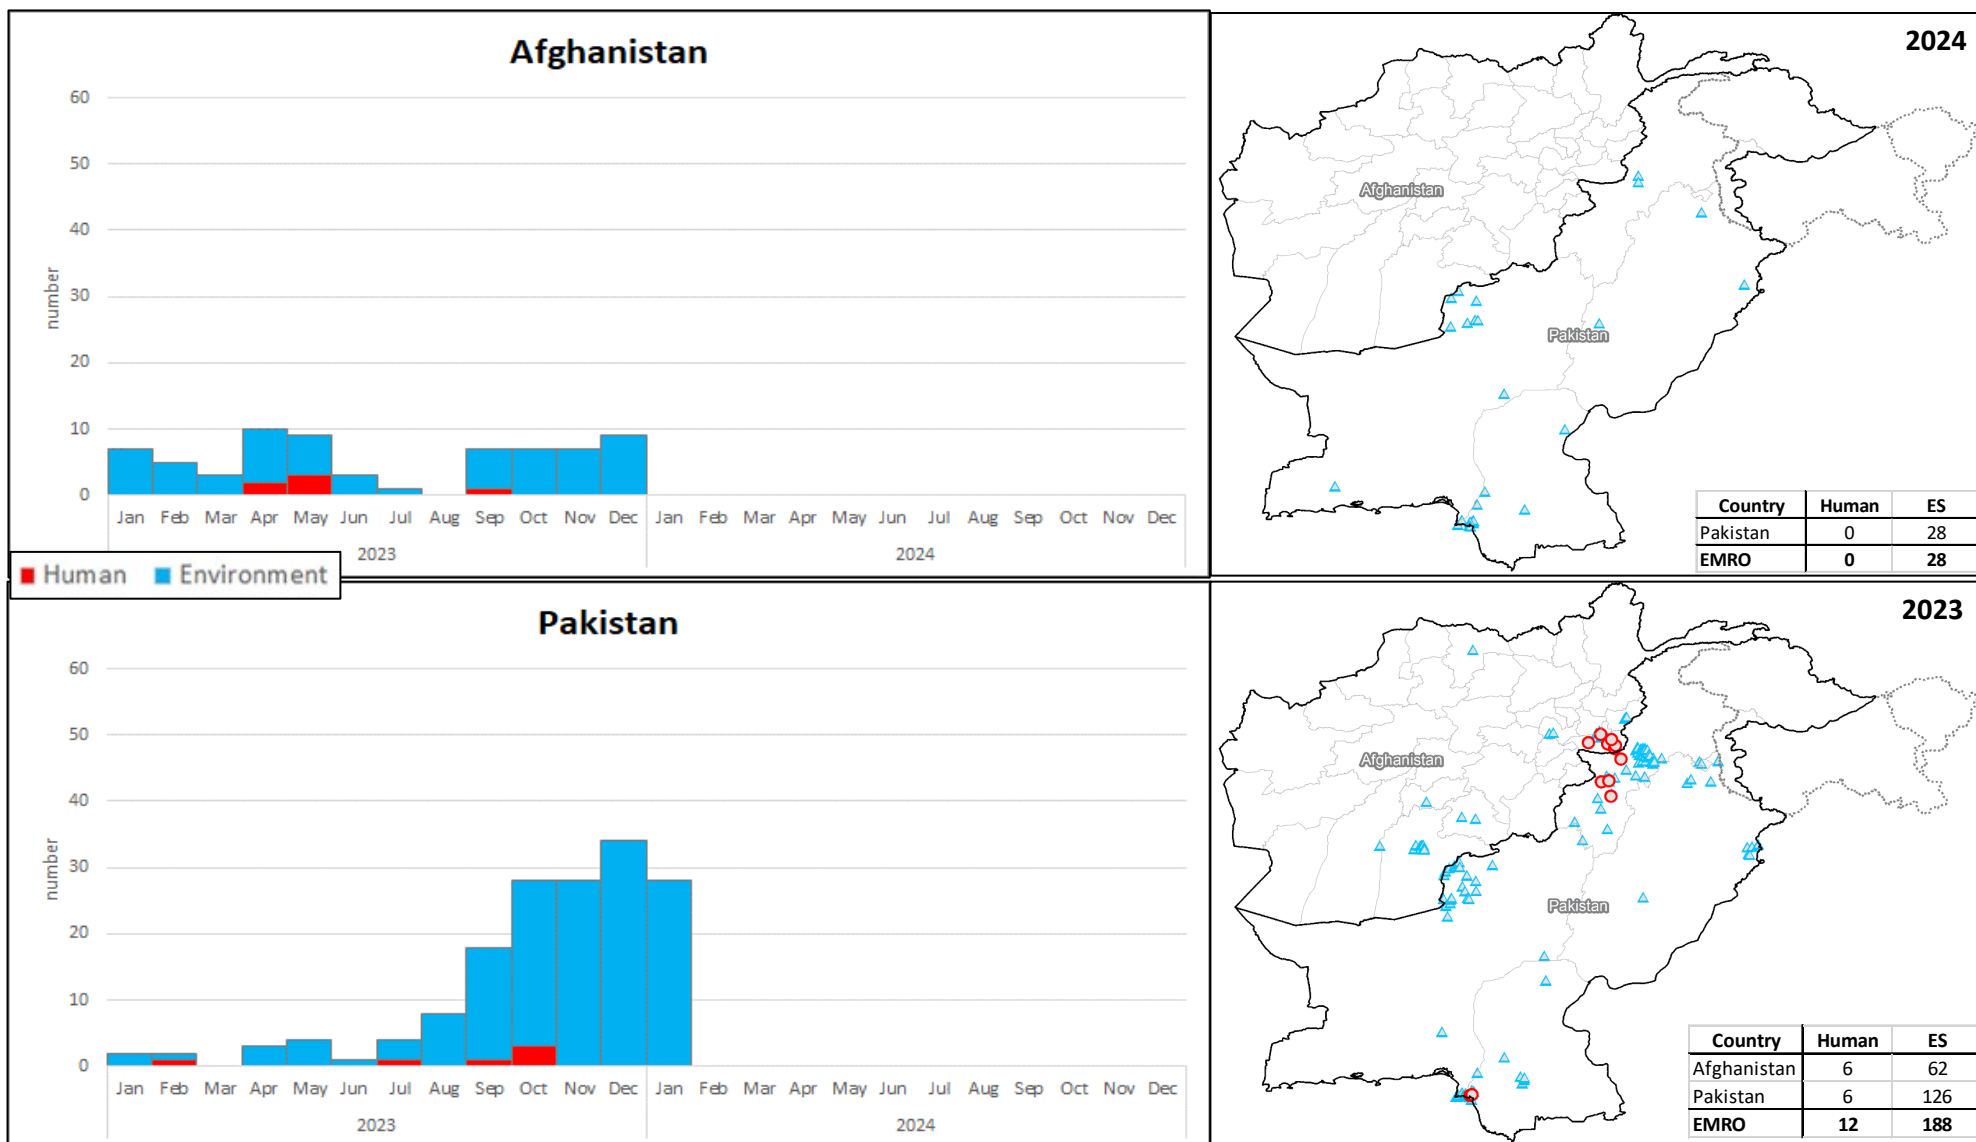 Afghanistan
60
50
40
30
20
10
0
number
Jan Feb Mar Apr May Jun Jul Aug Sep Oct Nov Dec Jan Feb Mar Apr May Jun Jul Aug Sep Oct Nov Dec
2023 2024
Human Environment
2024
Afghanistan
Pakistan
Country Human ES
Pakistan 0 28
EMRO 0 28
Pakistan
60
50
40
30
20
10
0
number
Jan Feb Mar Apr May Jun Jul Aug Sep Oct Nov Dec Jan Feb Mar Apr May Jun Jul Aug Sep Oct Nov Dec
2023 2024
2023
Afghanistan
Pakistan
Country Human ES
Afghanistan 6 62
Pakistan 6 126
EMRO 12 188